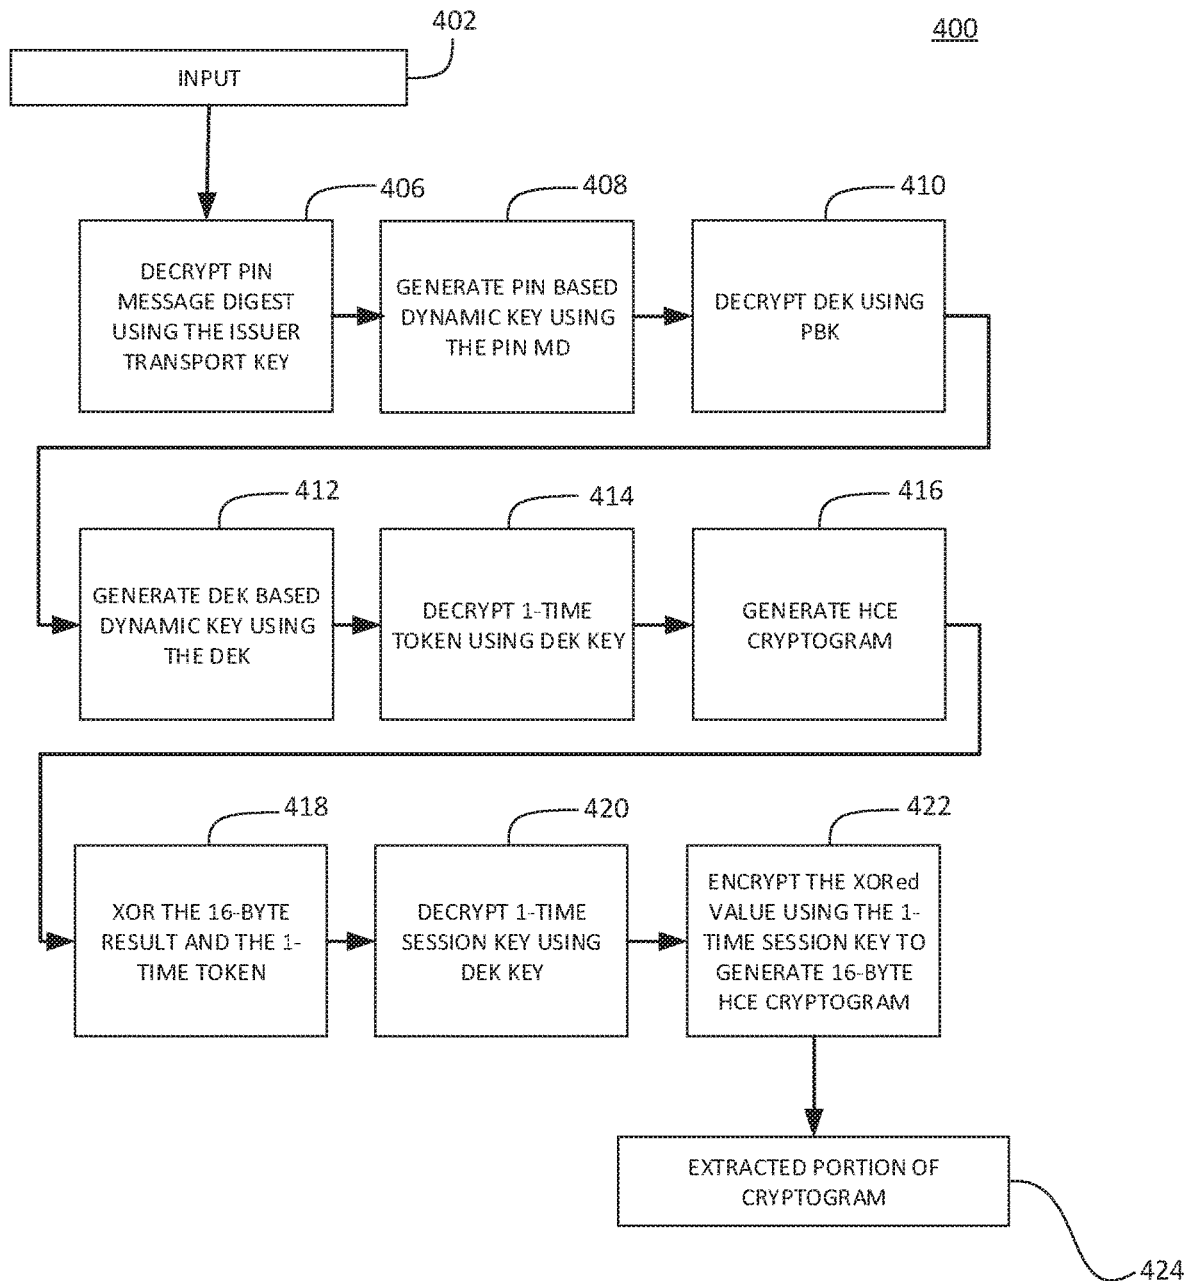 402
400
INPUT
406
408
410
DECRYPT PIN
MESSAGE DIGEST
USING THE ISSUER
TRANSPORT KEY
GENERATE PIN BASED
DYNAMIC KEY USING
THE PIN MD
DECRYPT DEK USING
PBK
412
414
416
GENERATE DEK BASED
DYNAMIC KEY USING
THE DEK
DECRYPT 1-TIME
TOKEN USING DEK KEY
GENERATE HCE
CRYPTOGRAM
418
420
422
XOR THE 16-BYTE
RESULT AND THE 1-
TIME TOKEN
DECRYPT 1-TIME
SESSION KEY USING
DEK KEY
ENCRYPT THE XORed
VALUE USING THE 1-
TIME SESSION KEY TO
GENERATE 16-BYTE
HCE CRYPTOGRAM
EXTRACTED PORTION OF
CRYPTOGRAM
424